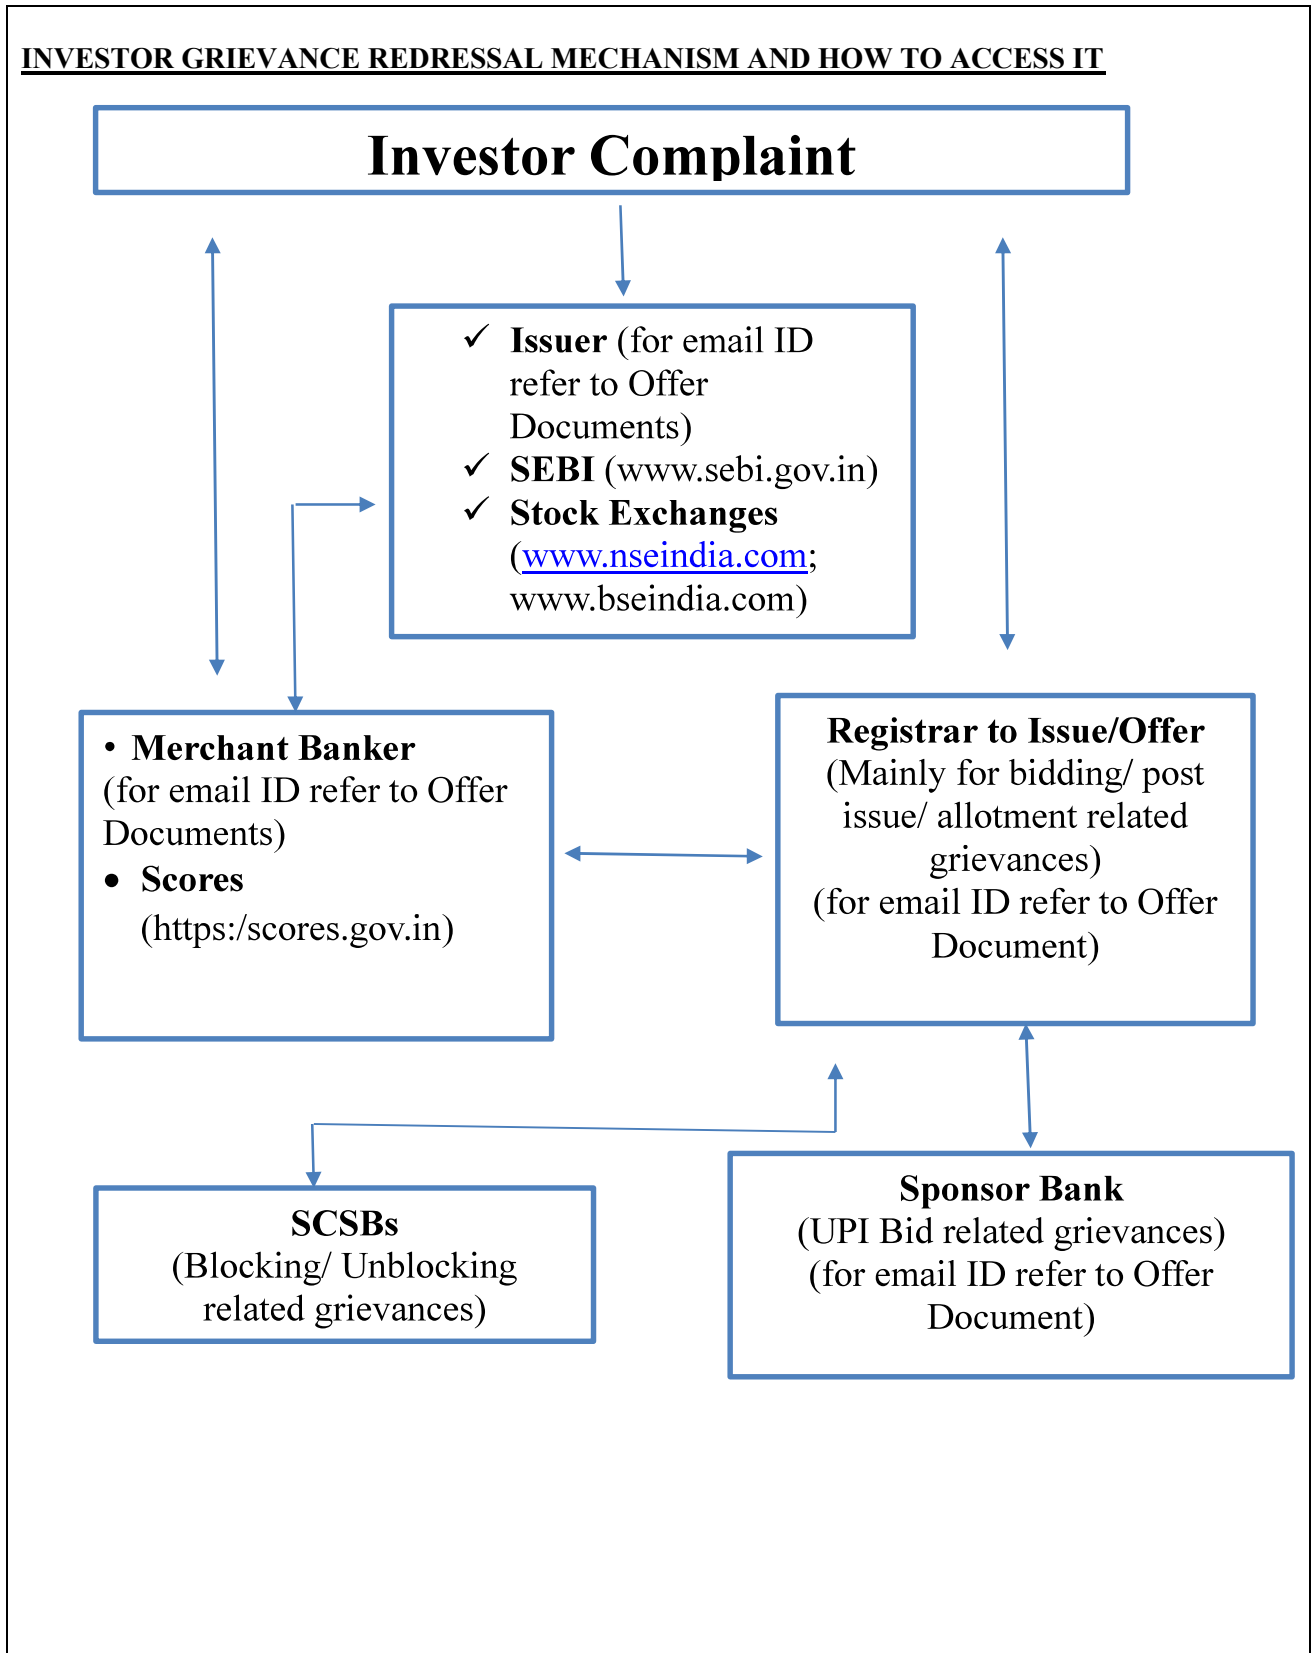 INVESTOR GRIEVANCE REDRESSAL MECHANISM AND HOW TO ACCESS IT
Investor Complaint
✓ Issuer (for email ID
refer to Offer
Documents)
✓ SEBI (www.sebi.gov.in)
✓ Stock Exchanges
(www.nseindia.com;
www.bseindia.com)
• Merchant Banker
(for email ID refer to Offer
Documents)
• Scores
(https:/scores.gov.in)
Registrar to Issue/Offer
(Mainly for bidding/ post
issue/ allotment related
grievances)
(for email ID refer to Offer
Document)
SCSBs
(Blocking/ Unblocking
related grievances)
Sponsor Bank
(UPI Bid related grievances)
(for email ID refer to Offer
Document)